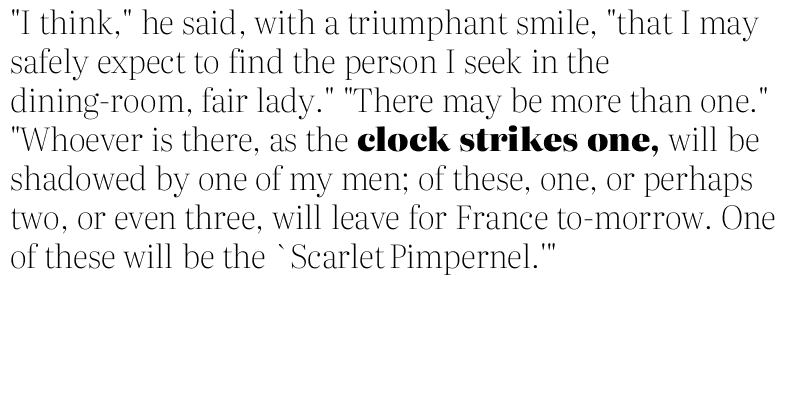 "I think," he said, with a triumphant smile, "that I may
safely expect to find the person I seek in the
dining-room, fair lady." "There may be more than one."
"Whoever is there, as the clock strikes one, will be
shadowed by one of my men; of these, one, or perhaps
two, or even three, will leave for France to-morrow. One
of these will be the `Scarlet Pimpernel.'"